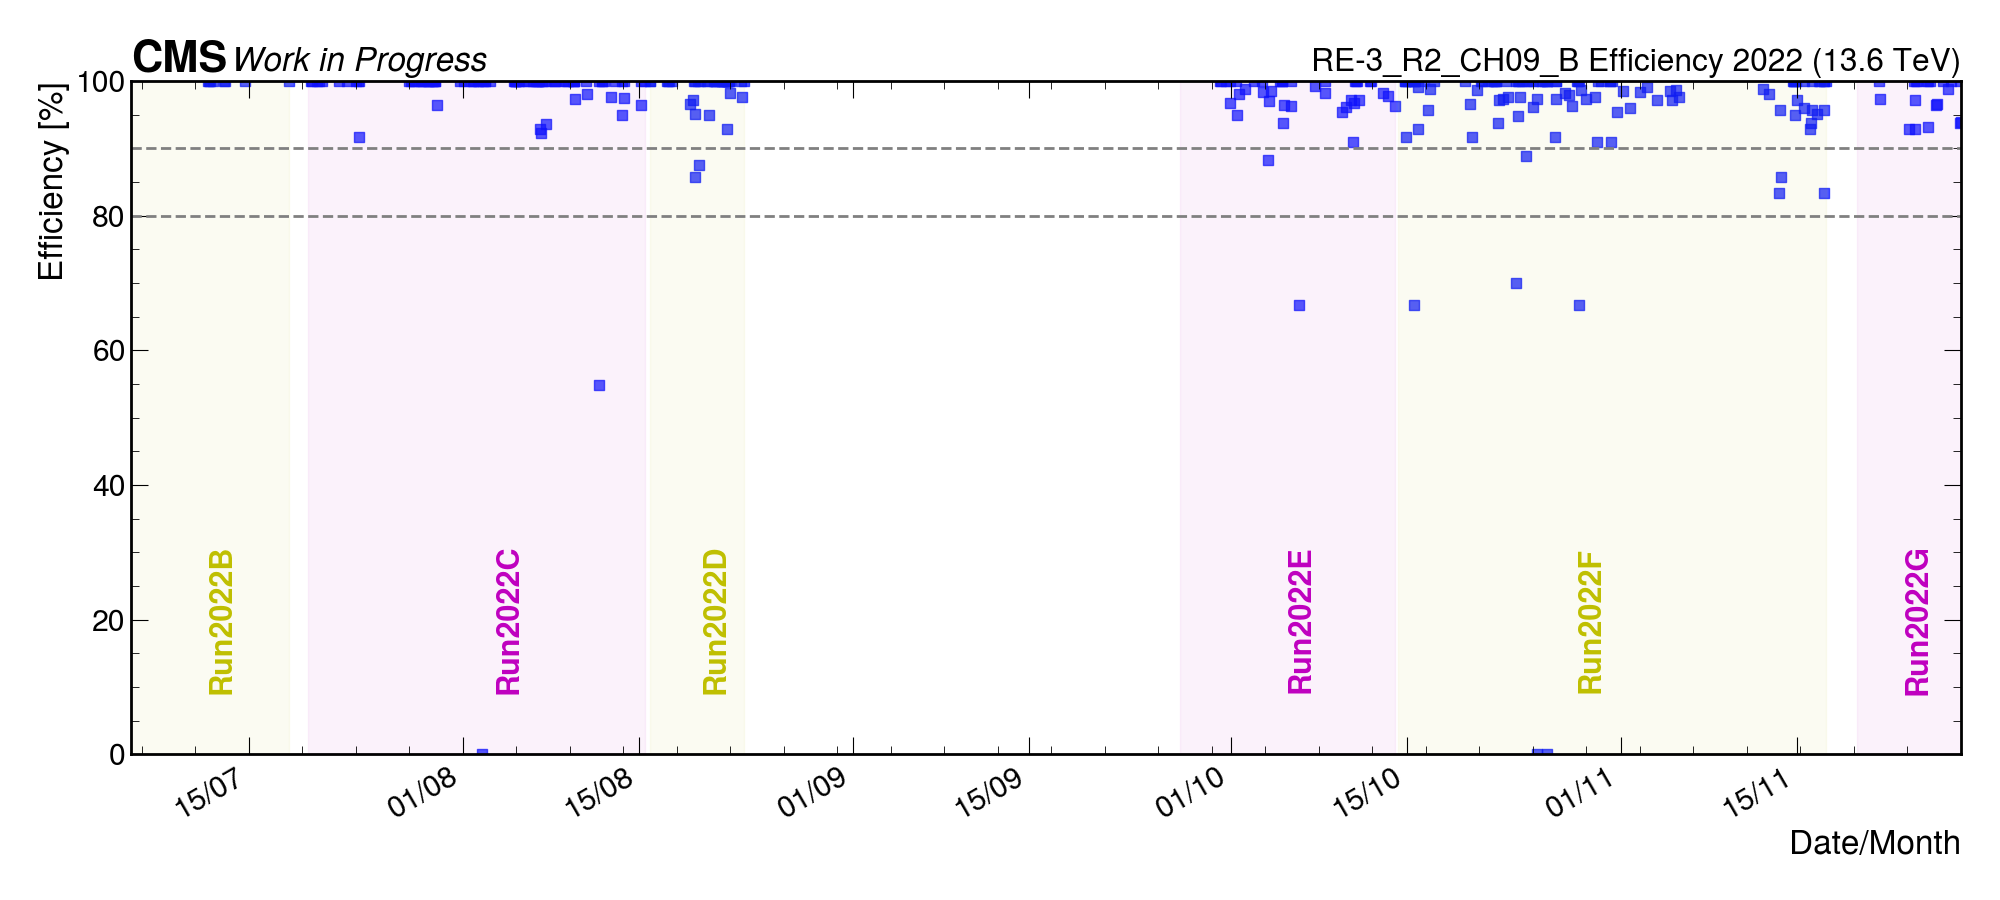 CMS Work in Progress
RE-3_R2_CH09_B Efficiency 2022 (13.6 TeV)
Efficiency [%]
100
80
60
40
20
0
Run2022B
Run2022C
Run2022D
Run2022E
Run2022F
Run2022G
15/07
01/08
15/08
01/09
15/09
01/10
15/10
01/11
15/11
Date/Month